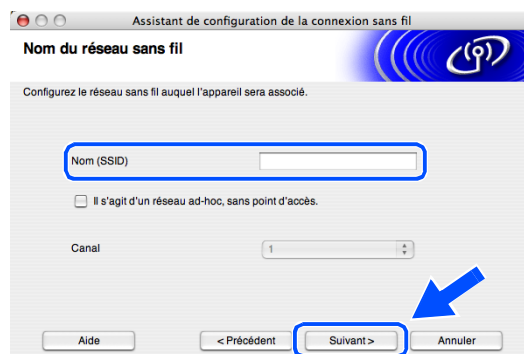 Assistant de configuration de la connexion sans fil
Nom du réseau sans fil
Configurez le réseau sans fil auquel l'appareil sera associé.
Nom (SSID)
Il s'agit d'un réseau ad-hoc, sans point d'accès.
Canal 1
Aide < Précédent Suivant > Annuler